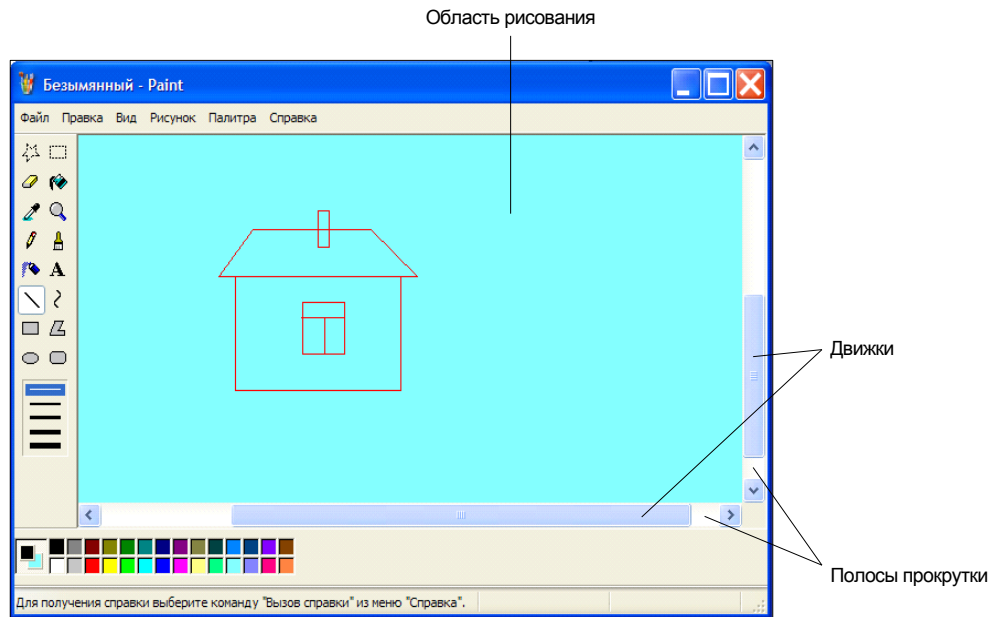 Область рисования
Безымянный - Paint
Файл Правка Вид Рисунок Палитра Справка
A
Движки
Полосы прокрутки
Для получения справки выберите команду "Вызов справки" из меню "Справка".